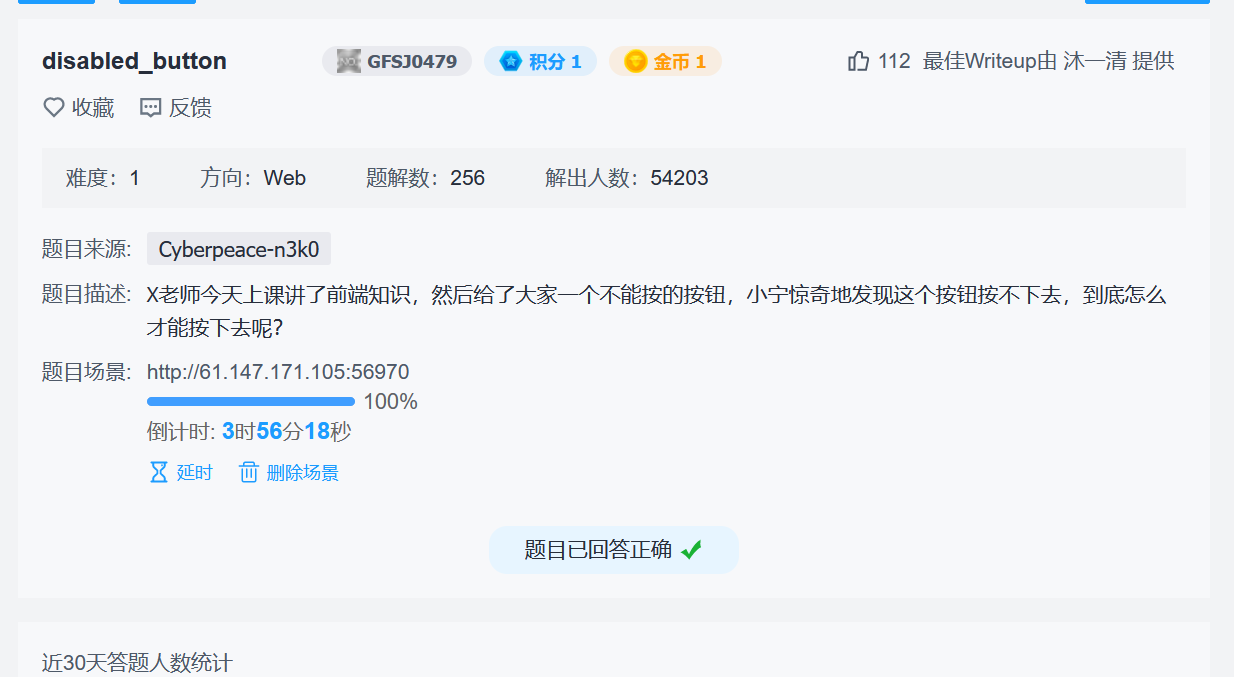 disabled_button GFSJ0479 积分 1 金币 1 112 最佳Writeup由 沐一清 提供
收藏 反馈
难度：1 方向：Web 题解数：256 解出人数：54203
题目来源: Cyberpeace-n3k0
题目描述: X老师今天上课讲了前端知识，然后给了大家一个不能按的按钮，小宁惊奇地发现这个按钮按不下去，到底怎么
才能按下去呢？
题目场景: http://61.147.171.105:56970
100%
倒计时: 3时56分18秒
延时 删除场景
题目已回答正确
近30天答题人数统计